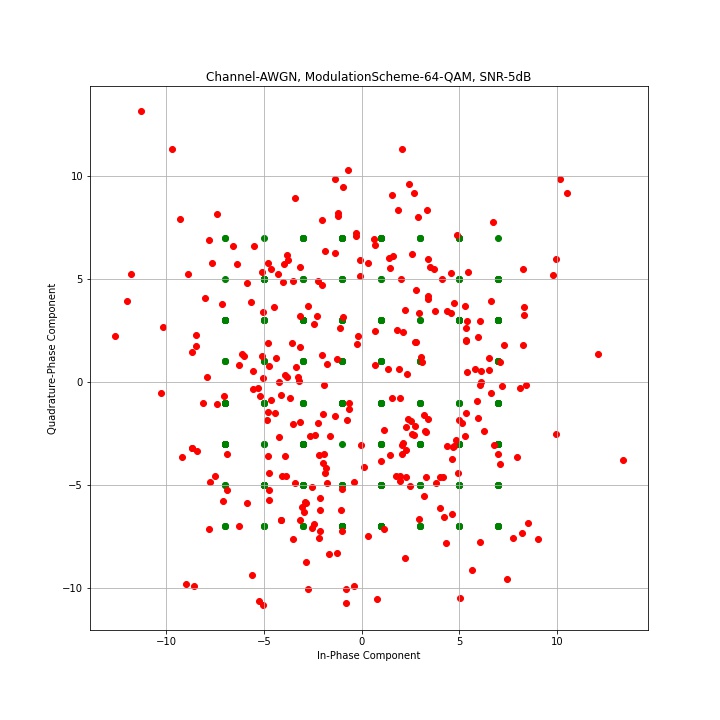 Channel-AWGN, ModulationScheme-64-QAM, SNR-5dB
10
5
0
−5
−10
Quadrature-Phase Component
−10 −5 0 5 10
In-Phase Component